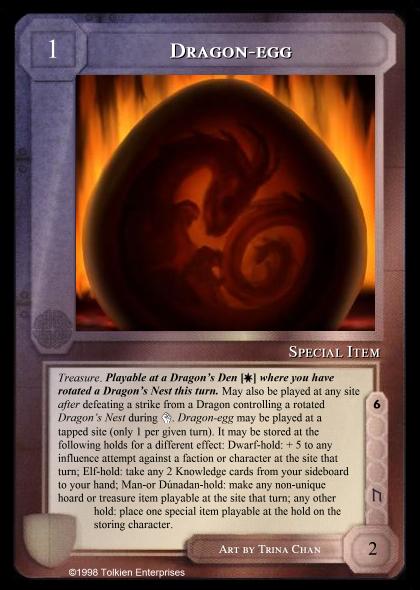 1
DRAGON-EGG
SPECIAL ITEM
Treasure. Playable at a Dragon's Den [☀] where you have
rotated a Dragon's Nest this turn. May also be played at any site
after defeating a strike from a Dragon controlling a rotated
Dragon's Nest during . Dragon-egg may be played at a
tapped site (only 1 per given turn). It may be stored at the
following holds for a different effect: Dwarf-hold: + 5 to any
influence attempt against a faction or character at the site that
turn; Elf-hold: take any 2 Knowledge cards from your sideboard
to your hand; Man-or Dúnadan-hold: make any non-unique
hoard or treasure item playable at the site that turn; any other
hold: place one special item playable at the hold on the
storing character.
6
ᚢ
ART BY TRINA CHAN
2
©1998 Tolkien Enterprises